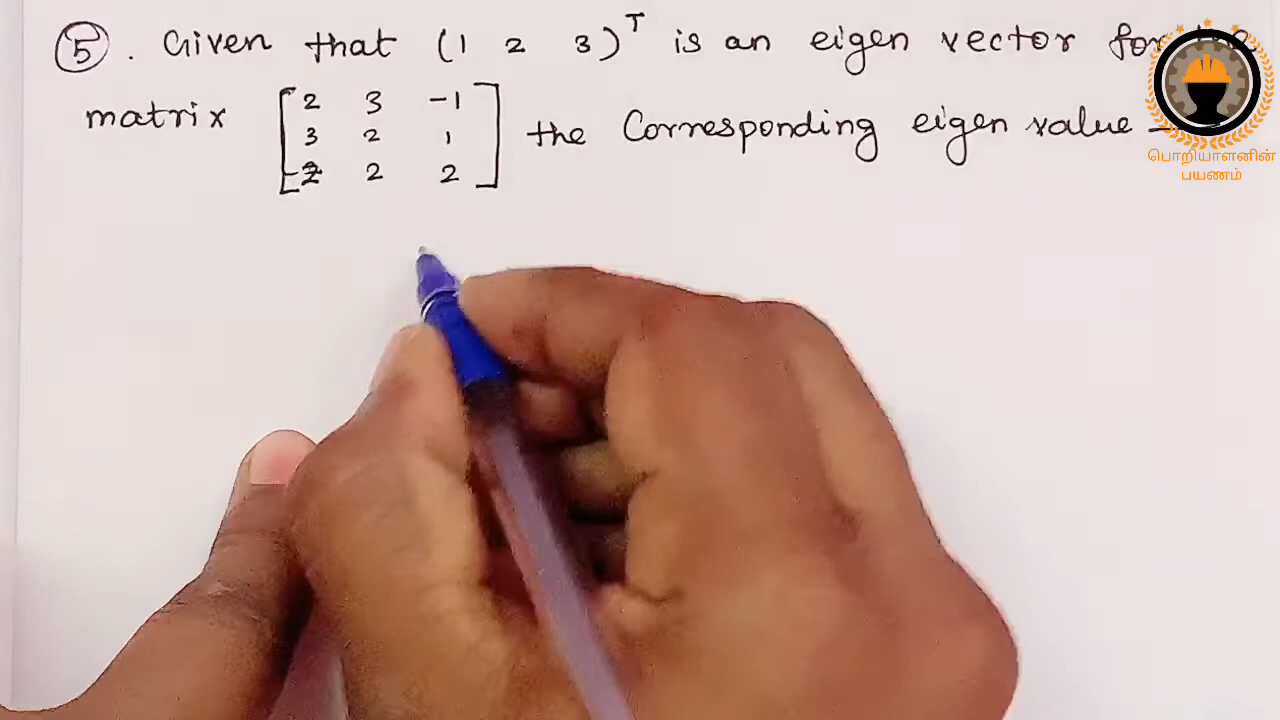 5. Given that (1 2 3)ᵀ is an eigen vector for
matrix [2 3 -1
3 2 1 the corresponding eigen value -
2 2 2]
பொறியாளனின்
பயணம்